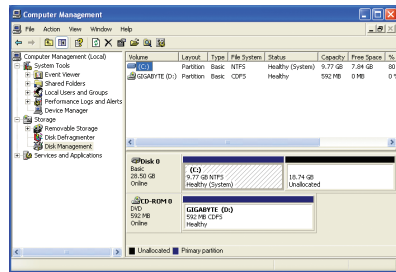 Computer Management
File Action View Window Help
Computer Management (Local)
System Tools
Event Viewer
Shared Folders
Local Users and Groups
Performance Logs and Alerts
Device Manager
Storage
Removable Storage
Disk Defragmenter
Disk Management
Services and Applications
Volume Layout Type File System Status Capacity Free Space %
(C:) Partition Basic NTFS Healthy (System) 9.77 GB 7.84 GB 80
GIGABYTE (D:) Partition Basic CDFS Healthy 592 MB 0 MB 0 %
Disk 0
Basic
28.50 GB
Online
(C:)
9.77 GB NTFS
Healthy (System)
18.74 GB
Unallocated
CD-ROM 0
DVD
592 MB
Online
GIGABYTE (D:)
592 MB CDFS
Healthy
Unallocated Primary partition